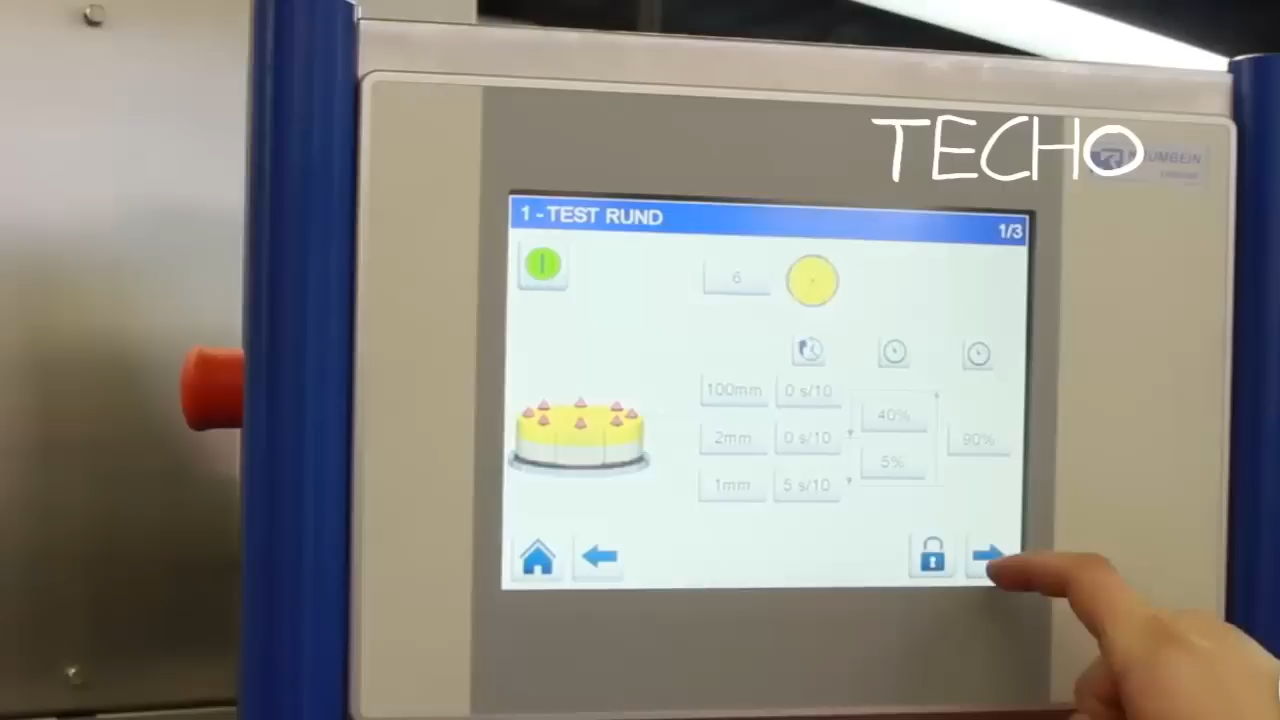 TECHO
1 - TEST RUND
1/3
6
100mm 0 s/10
40%
2mm 0 s/10
90%
5%
1mm 5 s/10